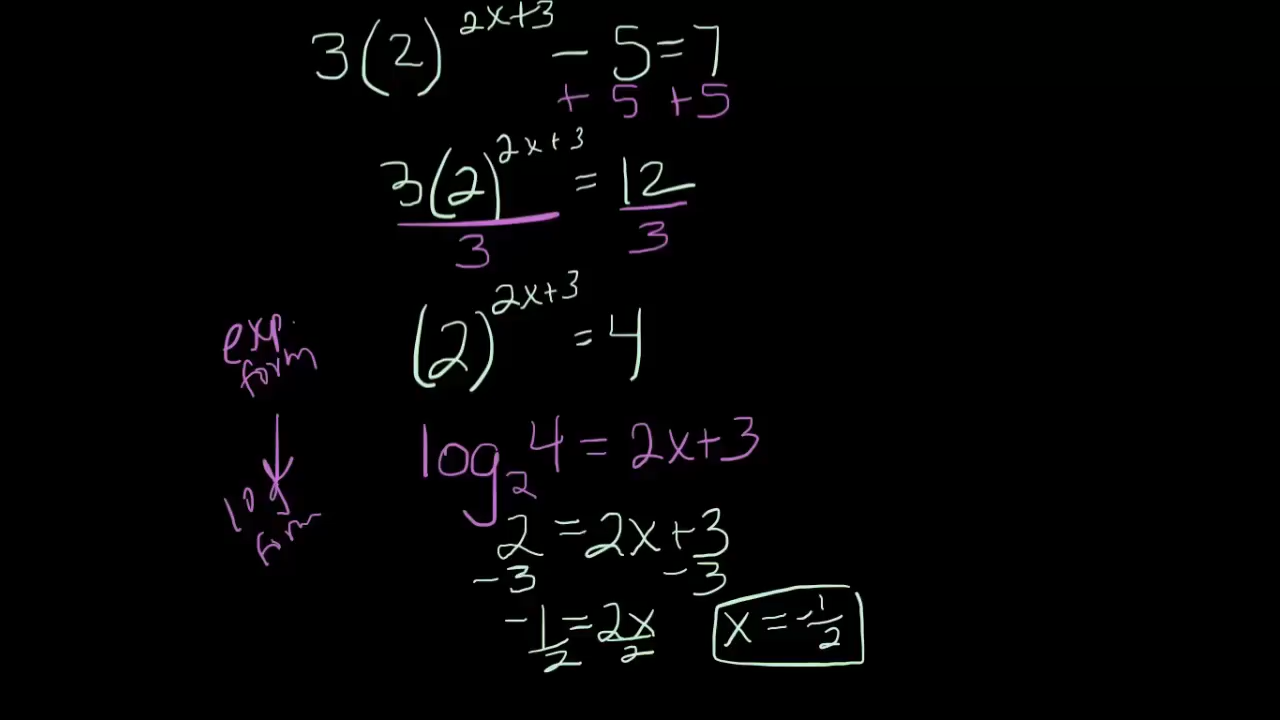 3(2)^(2x+3) - 5 = 7
+ 5 +5
3(2)^(2x+3) = 12
3 3
(2)^(2x+3) = 4
exp. form
log₂4 = 2x+3
log form
2 = 2x+3
-3 -3
-1 = 2x
2 2
x = -1/2